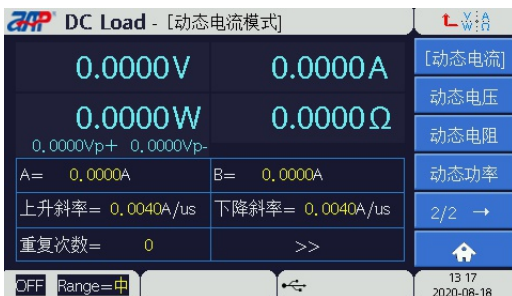 ZAP DC Load - [动态电流模式]
V A
W Ω
0.0000V 0.0000A
[动态电流]
动态电压
0.0000W 0.0000Ω
0.0000Vp+ 0.0000Vp-
动态电阻
A= 0.0000A B= 0.0000A
动态功率
上升斜率= 0.0040A/us 下降斜率= 0.0040A/us
2/2 →
重复次数= 0 >>
OFF Range=中
13 17
2020-08-18